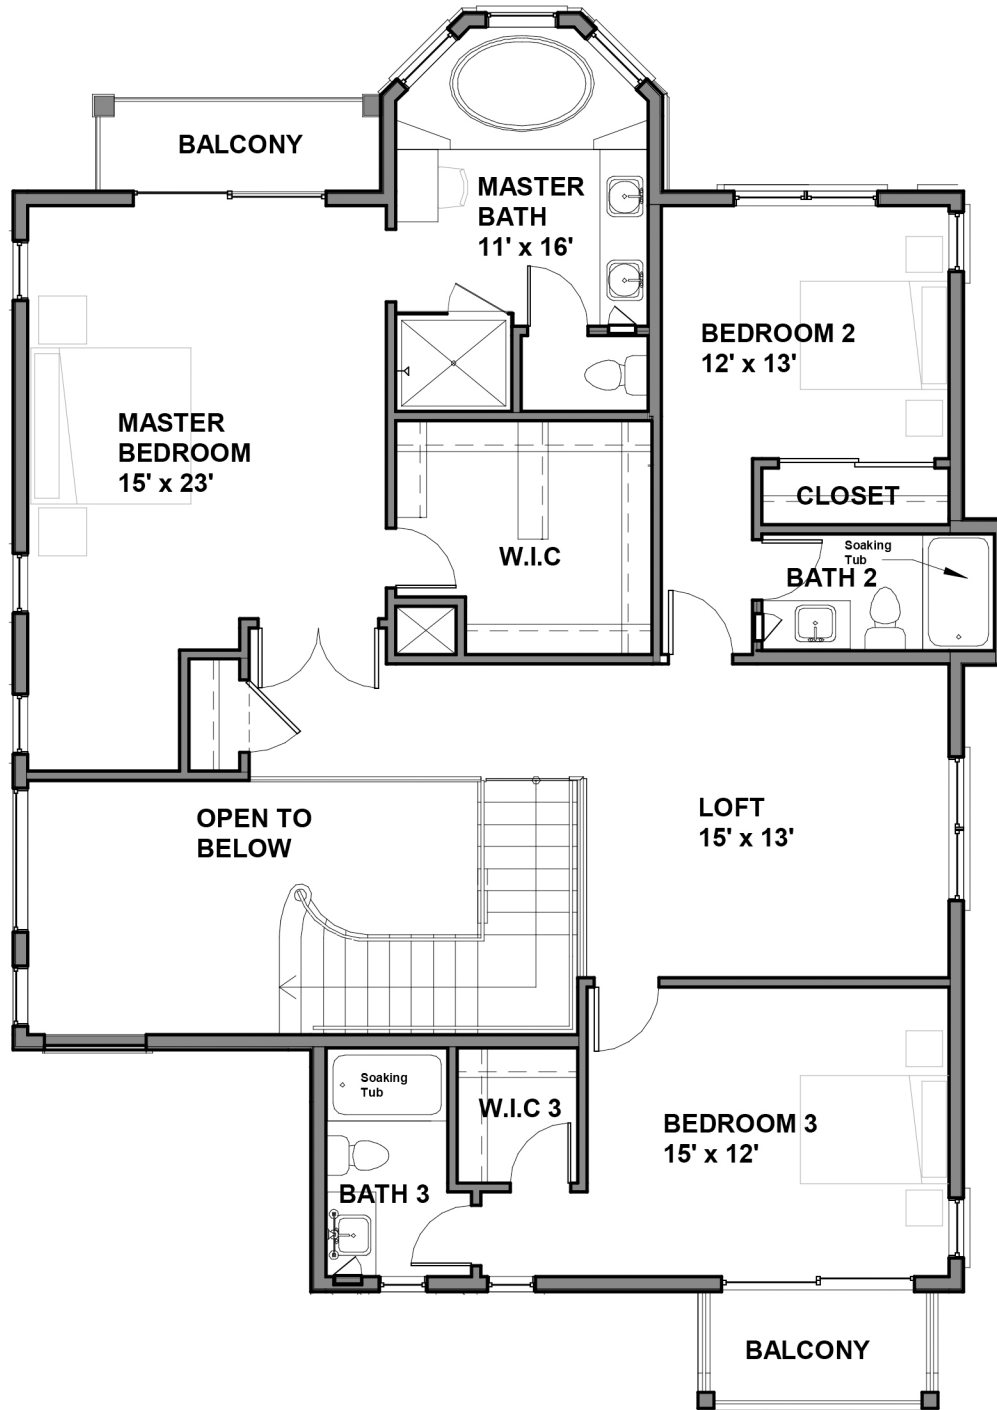 BALCONY
MASTER
BATH
11' x 16'
BEDROOM 2
12' x 13'
MASTER
BEDROOM
15' x 23'
CLOSET
W.I.C
Soaking
Tub
BATH 2
OPEN TO
BELOW
LOFT
15' x 13'
Soaking
Tub
W.I.C 3
BEDROOM 3
15' x 12'
BATH 3
BALCONY